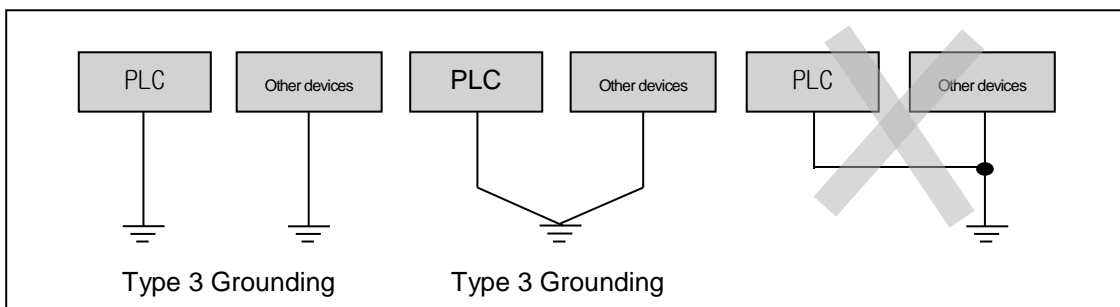 PLC Other devices PLC Other devices PLC Other devices
Type 3 Grounding Type 3 Grounding